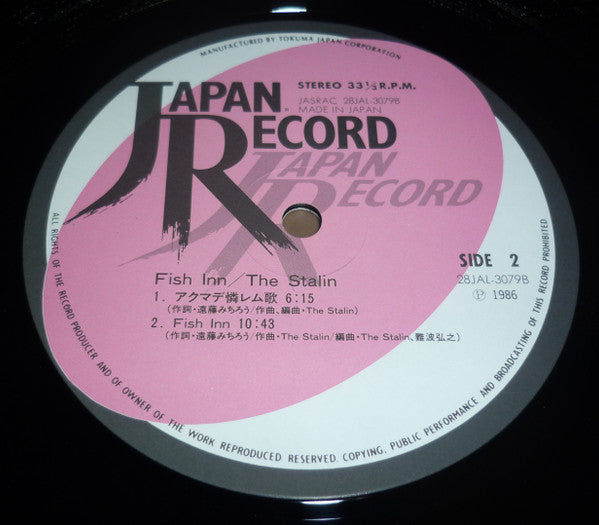 MANUFACTURED BY TOKUMA JAPAN CORPORATION
STEREO 33⅓ R.P.M.
JASRAC 28JAL-3079B
MADE IN JAPAN
JAPAN
RECORD
JAPAN
RECORD
SIDE 2
28JAL-3079B
Ⓟ 1986
Fish Inn/The Stalin
1. アクマデ憐レム歌 6:15
(作詞・遠藤みちろう/作曲、編曲・The Stalin)
2. Fish Inn 10:43
(作詞・遠藤みちろう/作曲・The Stalin/編曲・The Stalin、難波弘之)
ALL RIGHTS OF THE RECORD PRODUCER AND OF OWNER OF THE WORK REPRODUCED RESERVED. COPYING, PUBLIC PERFORMANCE AND BROADCASTING OF THIS RECORD PROHIBITED.